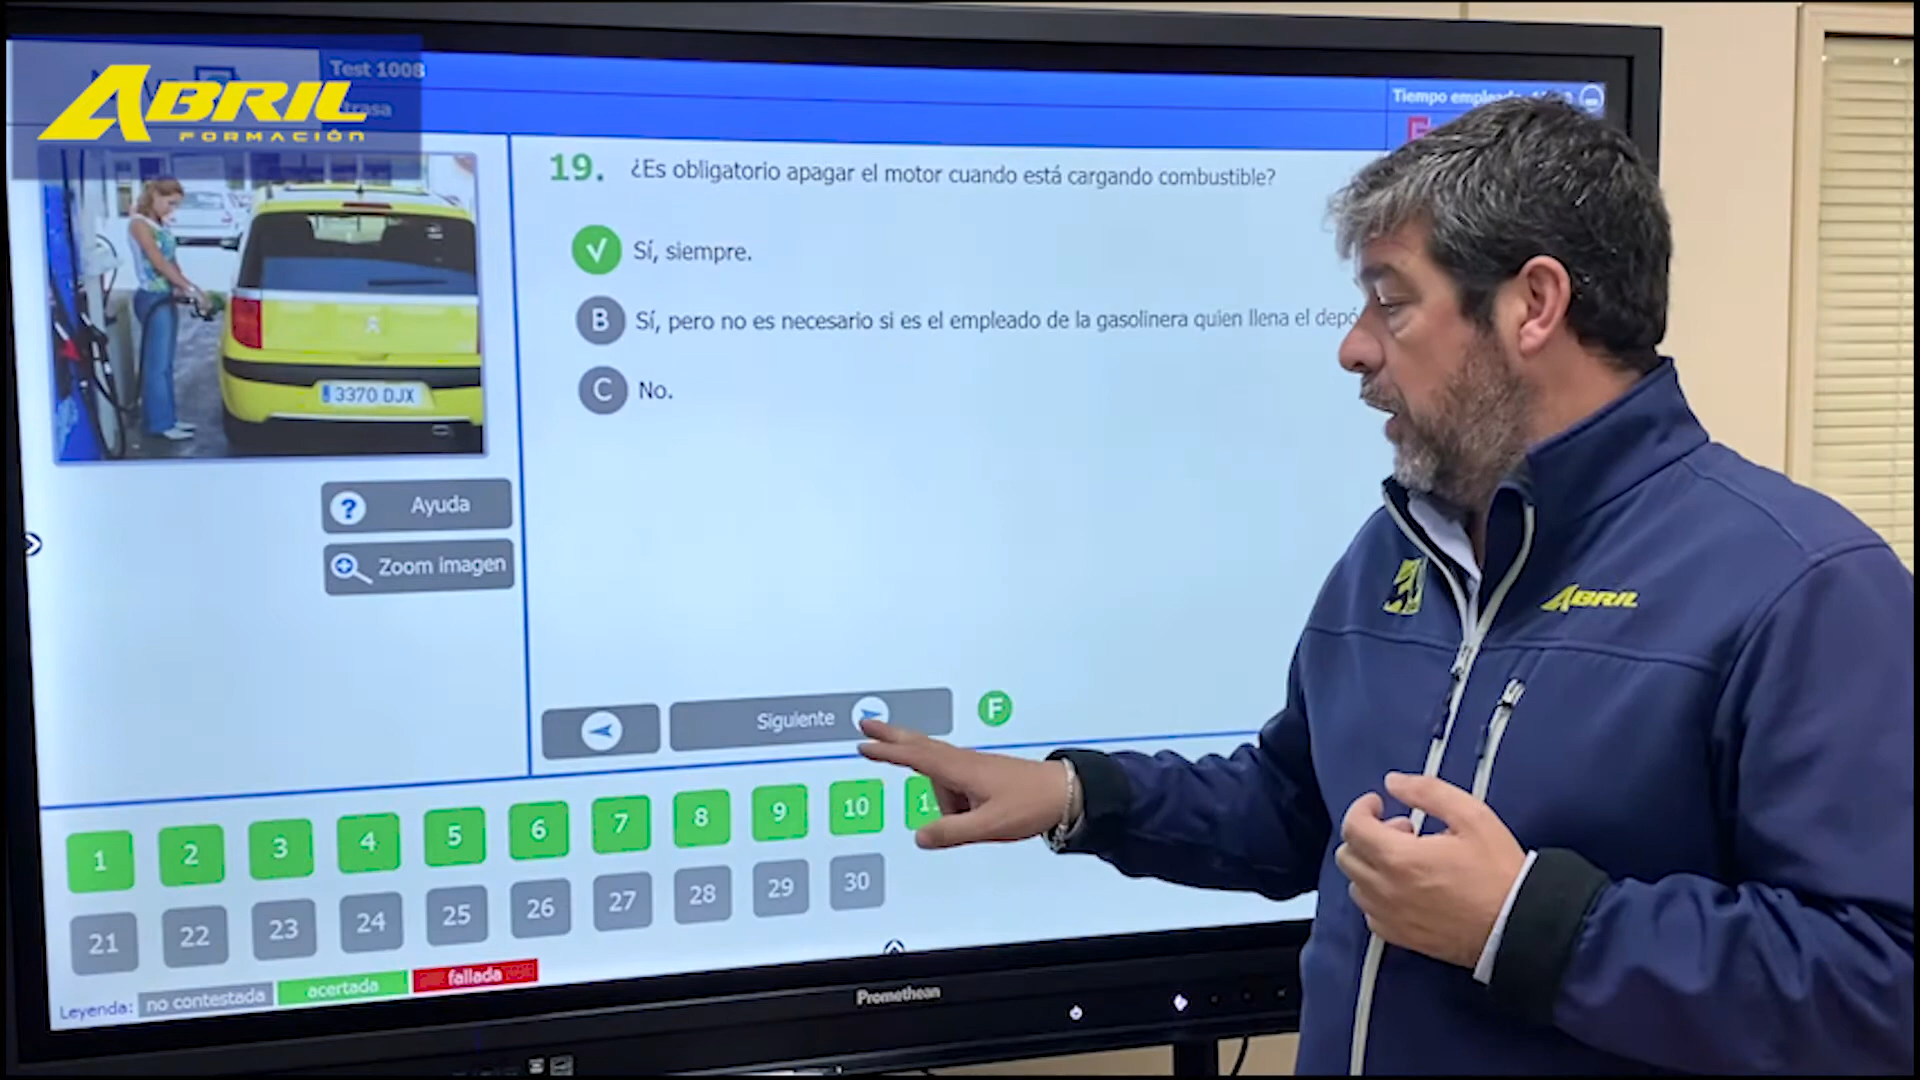 Test 1008
ABRIL
FORMACIÓN
Tiempo
19. ¿Es obligatorio apagar el motor cuando está cargando combustible?
√ Sí, siempre.
B Sí, pero no es necesario si es el empleado de la gasolinera quien llena el
C No.
3370 DJX
? Ayuda
Zoom imagen
ABRIL
Siguiente
F
1 2 3 4 5 6 7 8 9 10
21 22 23 24 25 26 27 28 29 30
Leyenda: no contestada acertada fallada
Promethean